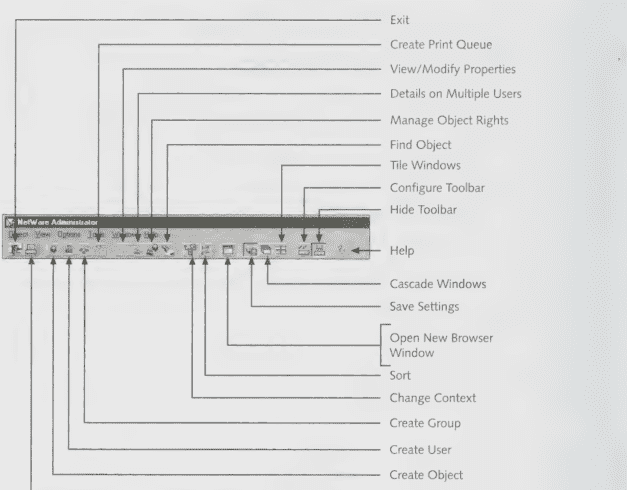 Exit
Create Print Queue
View/Modify Properties
Details on Multiple Users
Manage Object Rights
Find Object
Tile Windows
Configure Toolbar
Hide Toolbar
NetWare Administrator
Object View Options Tools Window Help
Help
Cascade Windows
Save Settings
Open New Browser
Window
Sort
Change Context
Create Group
Create User
Create Object